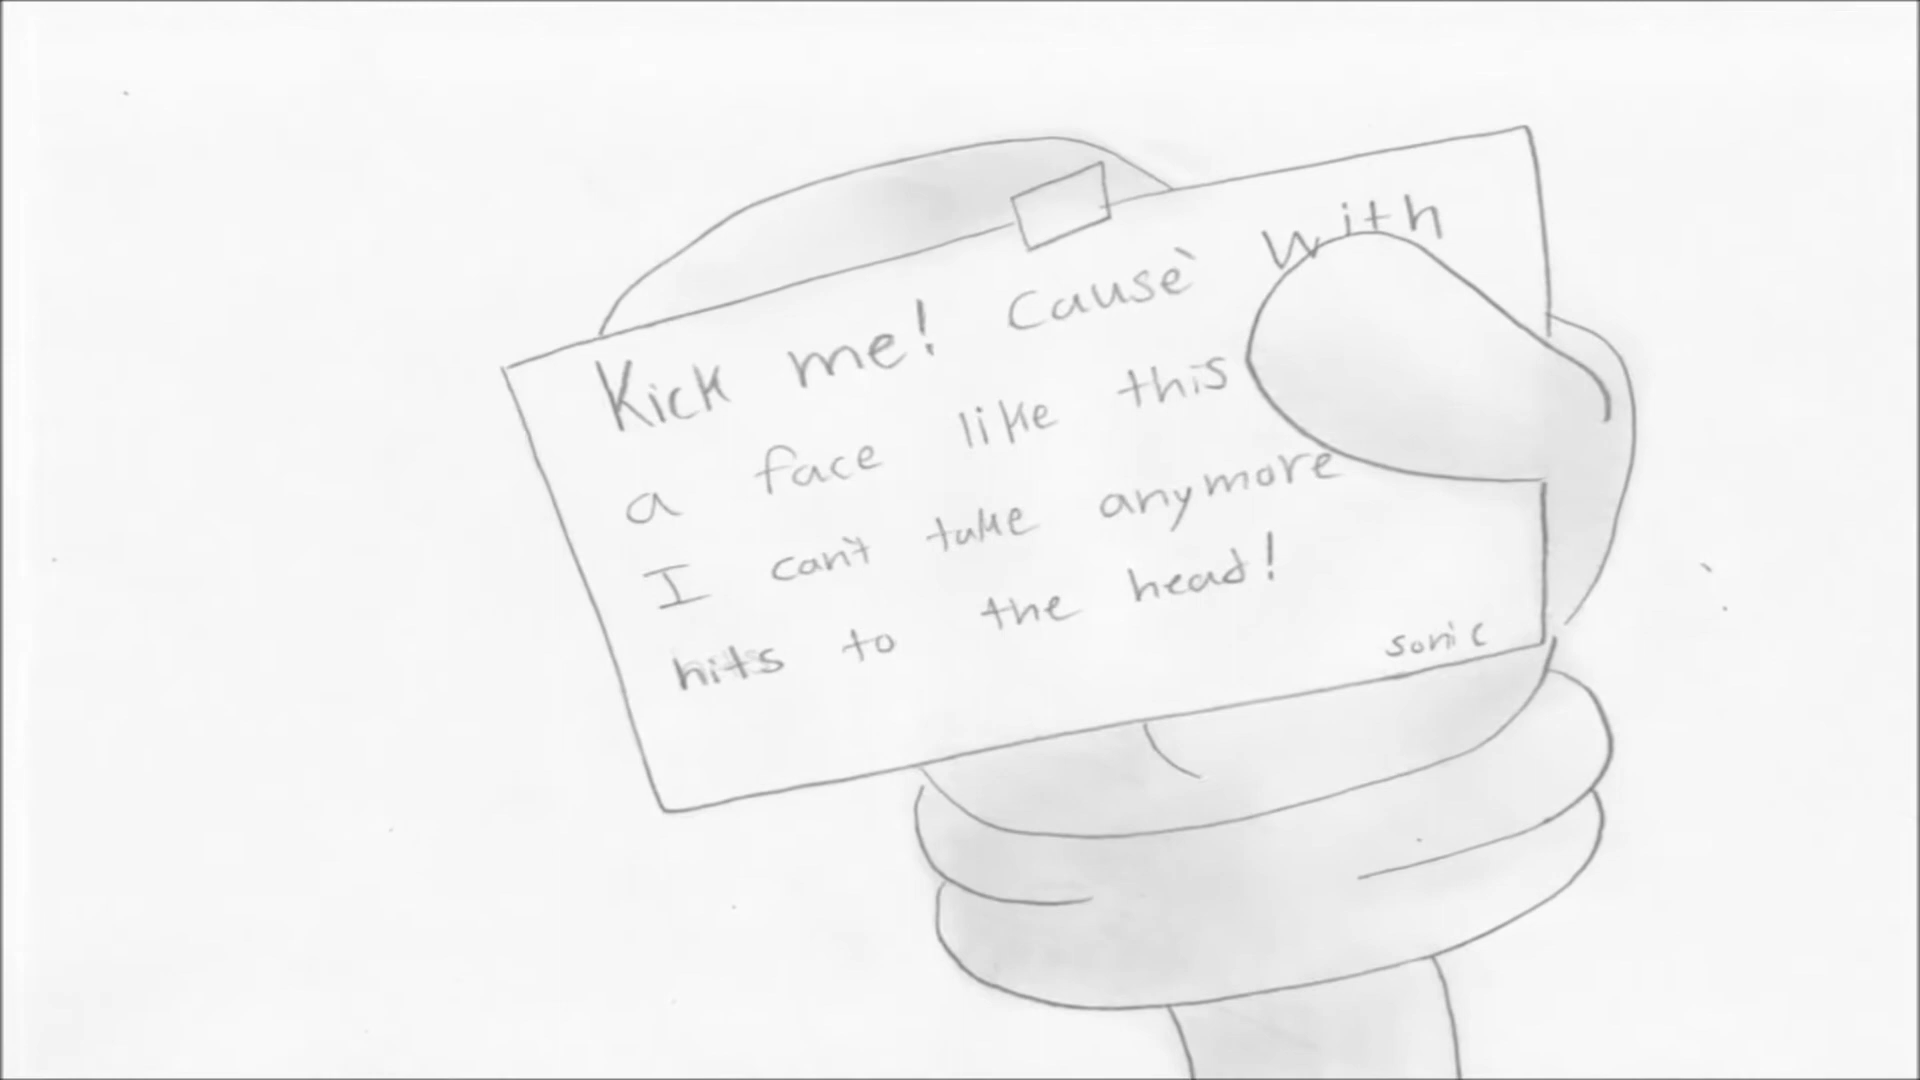 Kick me! Cause` with
a face like this
I can't take anymore
hits to the head!
sonic